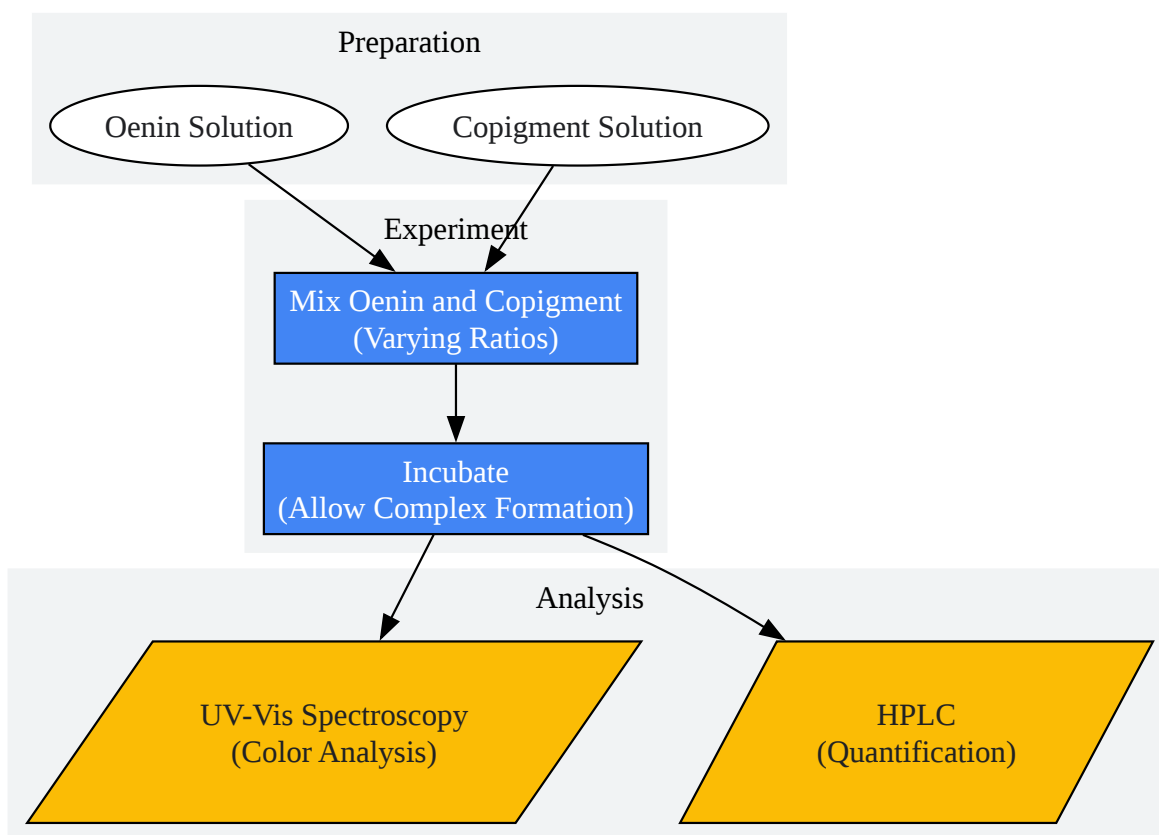 Preparation
Oenin Solution
Copigment Solution
Experiment
Mix Oenin and Copigment
(Varying Ratios)
Incubate
(Allow Complex Formation)
Analysis
UV-Vis Spectroscopy
(Color Analysis)
HPLC
(Quantification)